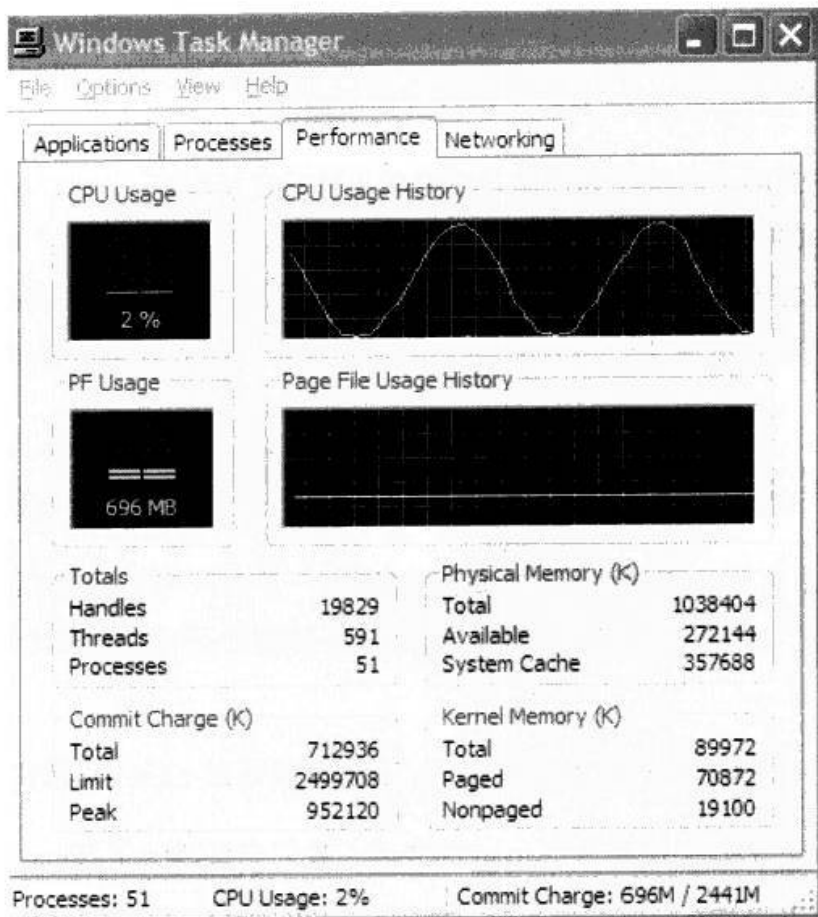 Windows Task Manager
File Options View Help
Applications Processes Performance Networking
CPU Usage
2 %
CPU Usage History
PF Usage
696 MB
Page File Usage History
Totals
Handles 19829
Threads 591
Processes 51
Physical Memory (K)
Total 1038404
Available 272144
System Cache 357688
Commit Charge (K)
Total 712936
Limit 2499708
Peak 952120
Kernel Memory (K)
Total 89972
Paged 70872
Nonpaged 19100
Processes: 51 CPU Usage: 2% Commit Charge: 696M / 2441M